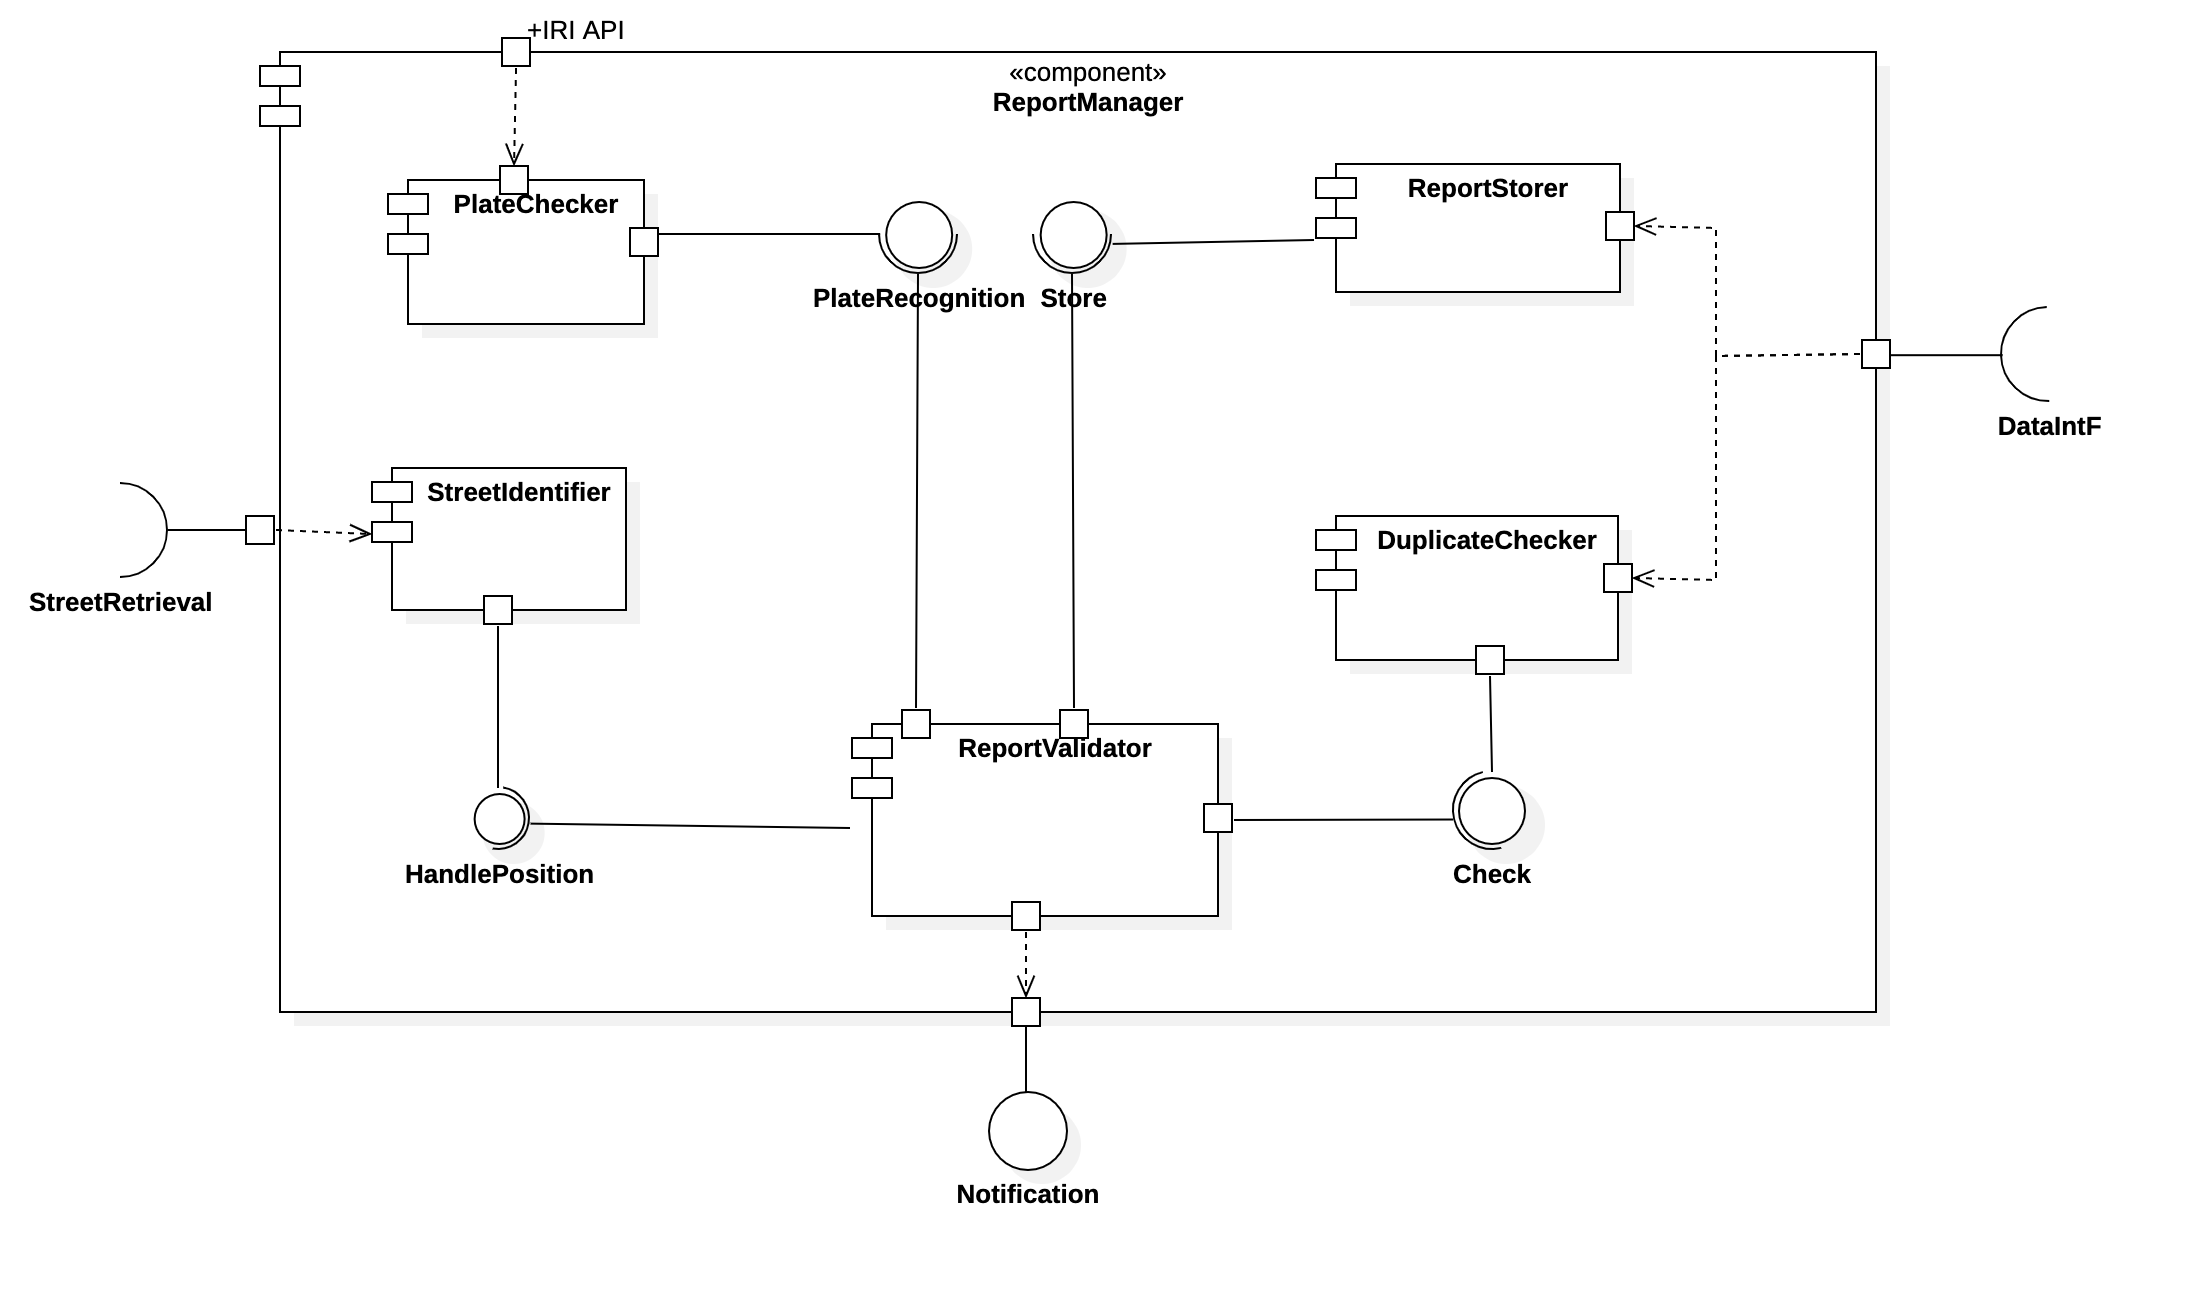 +IRI API
«component»
ReportManager
PlateChecker
ReportStorer
PlateRecognition
Store
DataIntF
StreetIdentifier
DuplicateChecker
StreetRetrieval
ReportValidator
HandlePosition
Check
Notification